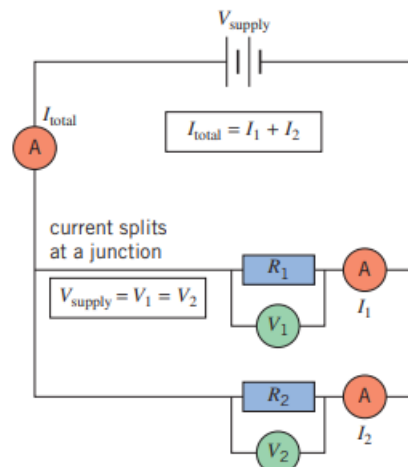 V_supply
I_total
A
I_total = I_1 + I_2
current splits
at a junction
R_1
A
V_supply = V_1 = V_2
I_1
V_1
R_2
A
I_2
V_2